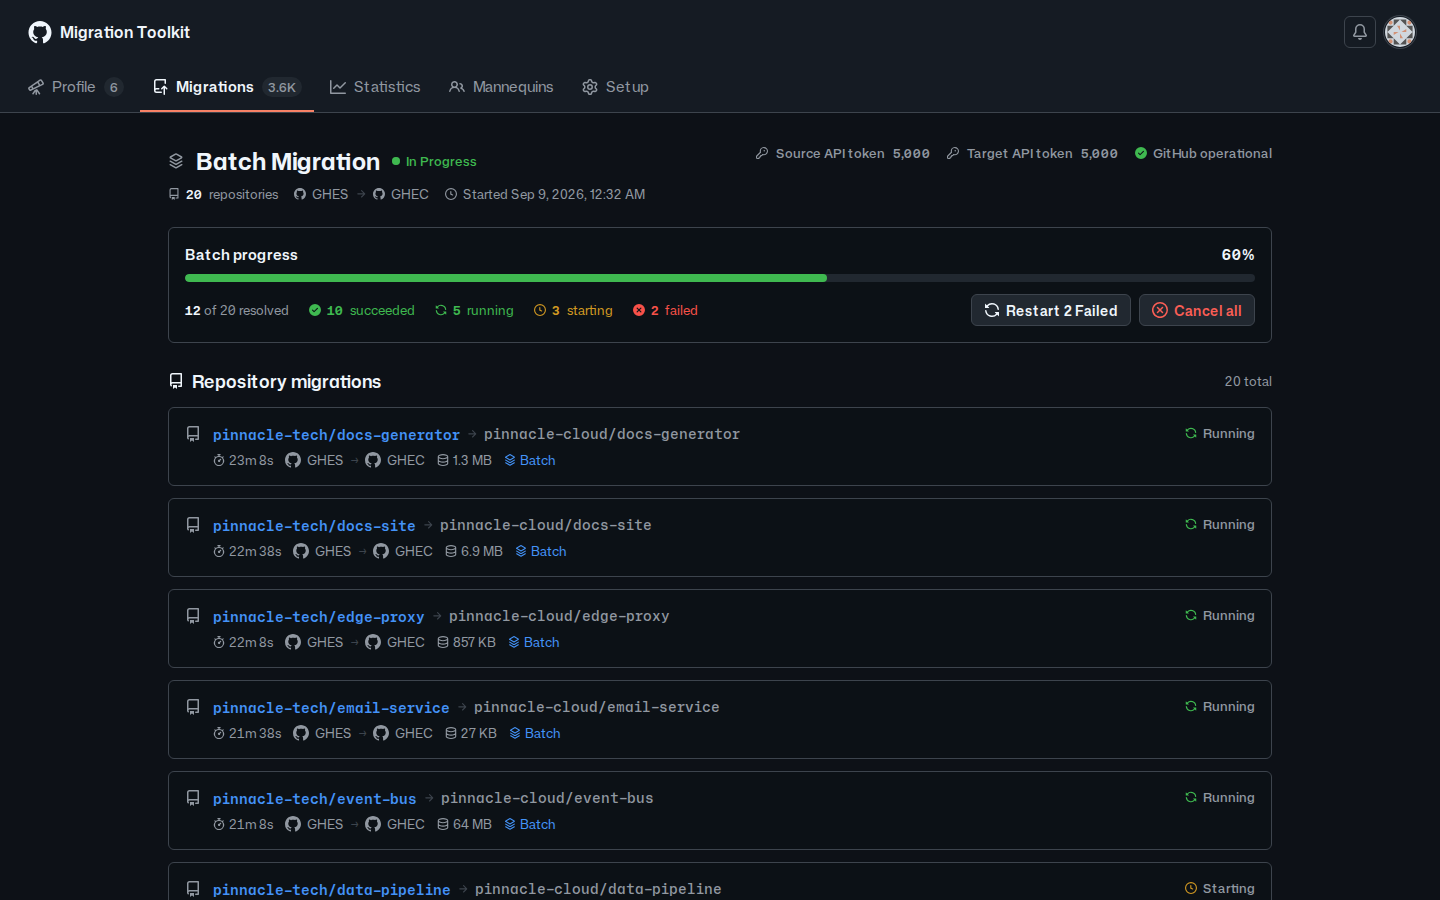 Migration Toolkit
Profile 6 Migrations 3.6K Statistics Mannequins Setup
Batch Migration In Progress
Source API token 5,000 Target API token 5,000 GitHub operational
20 repositories GHES → GHEC Started Sep 9, 2026, 12:32 AM
Batch progress 60%
12 of 20 resolved 10 succeeded 5 running 3 starting 2 failed Restart 2 Failed Cancel all
Repository migrations 20 total
pinnacle-tech/docs-generator → pinnacle-cloud/docs-generator Running
23m 8s GHES → GHEC 1.3 MB Batch
pinnacle-tech/docs-site → pinnacle-cloud/docs-site Running
22m 38s GHES → GHEC 6.9 MB Batch
pinnacle-tech/edge-proxy → pinnacle-cloud/edge-proxy Running
22m 8s GHES → GHEC 857 KB Batch
pinnacle-tech/email-service → pinnacle-cloud/email-service Running
21m 38s GHES → GHEC 27 KB Batch
pinnacle-tech/event-bus → pinnacle-cloud/event-bus Running
21m 8s GHES → GHEC 64 MB Batch
pinnacle-tech/data-pipeline → pinnacle-cloud/data-pipeline Starting